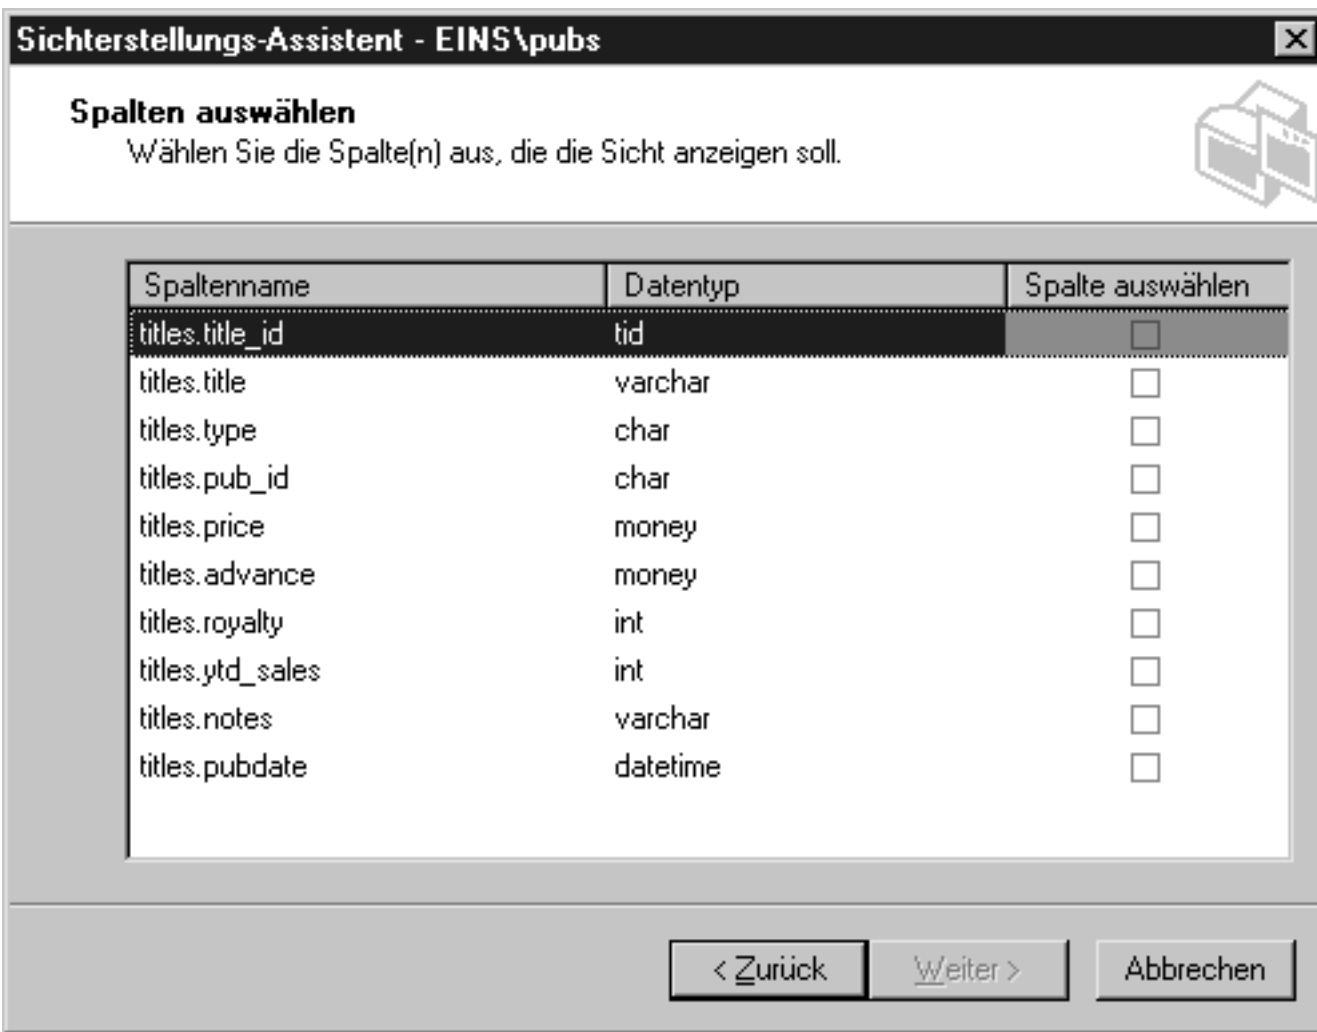 Sichterstellungs-Assistent - EINS\pubs
Spalten auswählen
Wählen Sie die Spalte(n) aus, die die Sicht anzeigen soll.
Spaltenname Datentyp Spalte auswählen
titles.title_id tid
titles.title varchar
titles.type char
titles.pub_id char
titles.price money
titles.advance money
titles.royalty int
titles.ytd_sales int
titles.notes varchar
titles.pubdate datetime
< Zurück Weiter > Abbrechen